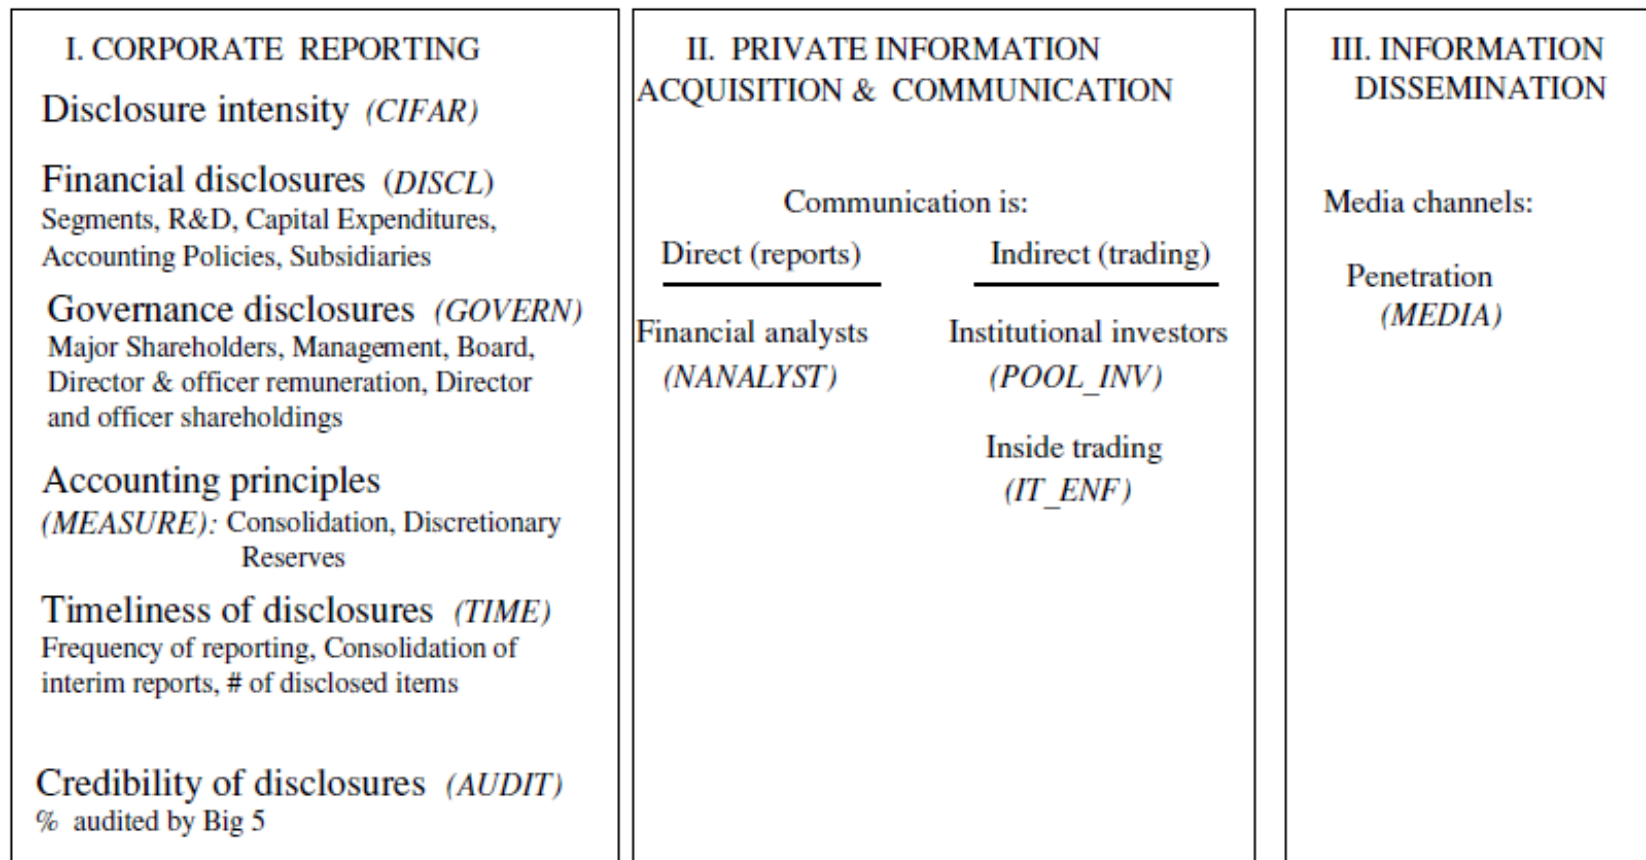 I. CORPORATE REPORTING
Disclosure intensity (CIFAR)
Financial disclosures (DISCL)
Segments, R&D, Capital Expenditures,
Accounting Policies, Subsidiaries
Governance disclosures (GOVERN)
Major Shareholders, Management, Board,
Director & officer remuneration, Director
and officer shareholdings
Accounting principles
(MEASURE): Consolidation, Discretionary
Reserves
Timeliness of disclosures (TIME)
Frequency of reporting, Consolidation of
interim reports, # of disclosed items
Credibility of disclosures (AUDIT)
% audited by Big 5
II. PRIVATE INFORMATION
ACQUISITION & COMMUNICATION
Communication is:
Direct (reports)
Financial analysts
(NANALYST)
Indirect (trading)
Institutional investors
(POOL_INV)
Inside trading
(IT_ENF)
III. INFORMATION
DISSEMINATION
Media channels:
Penetration
(MEDIA)